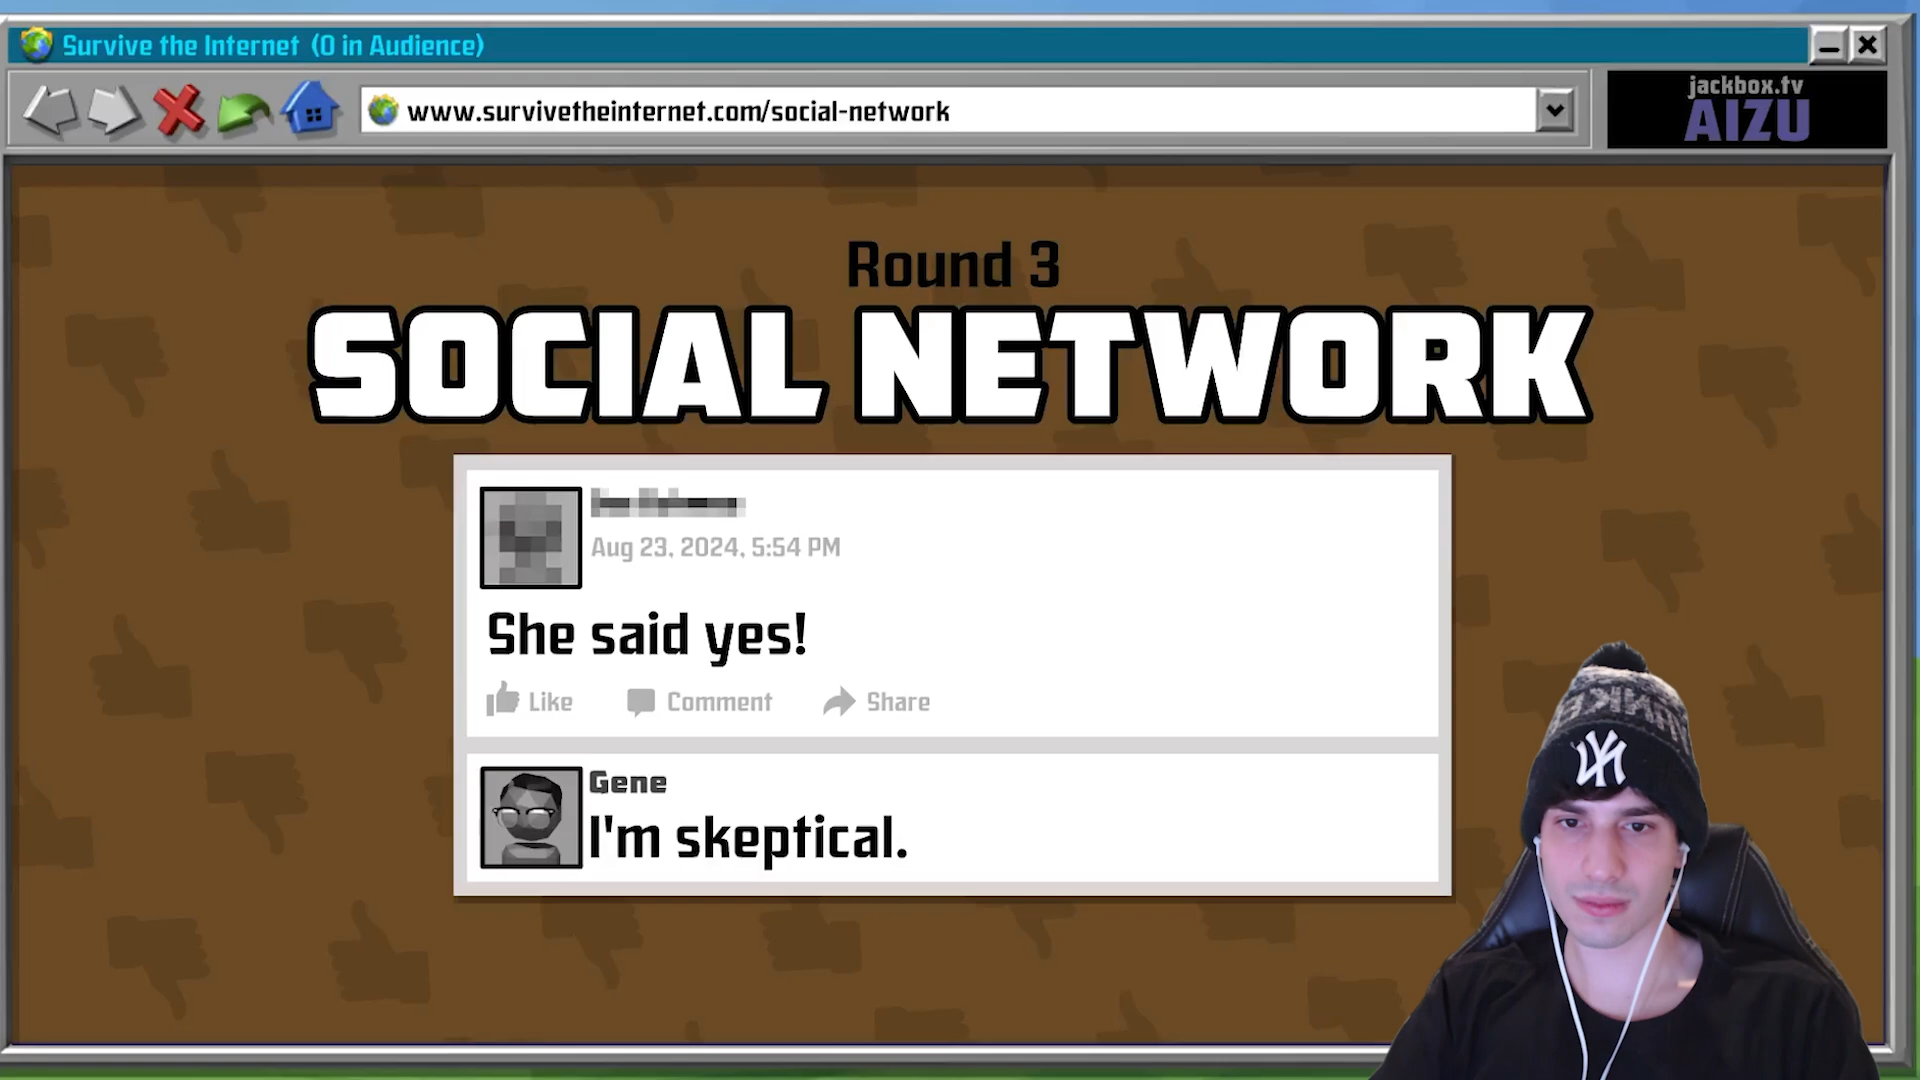 Survive the Internet (0 in Audience)
www.survivetheinternet.com/social-network
jackbox.tv
AIZU
Round 3
SOCIAL NETWORK
Aug 23, 2024, 5:54 PM
She said yes!
Like Comment Share
Gene
I'm skeptical.